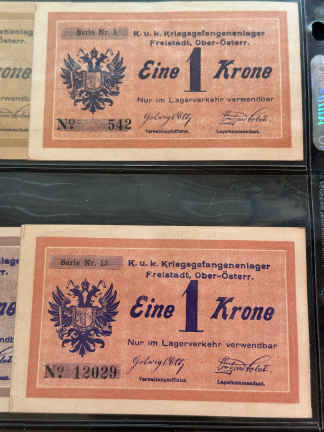 Serie Nr.
K. u. k. Kriegsgefangenenlager
Freistadt, Ober-Österr.
Eine 1 Krone
Nur im Lagerverkehr verwendbar
No 542
Verwaltungsoffizier.
Lagerkommandant.
Serie Nr. 13
K. u. k. Kriegsgefangenenlager
Freistadt, Ober-Österr.
Eine 1 Krone
Nur im Lagerverkehr verwendbar
No 12029
Verwaltungsoffizier.
Lagerkommandant.